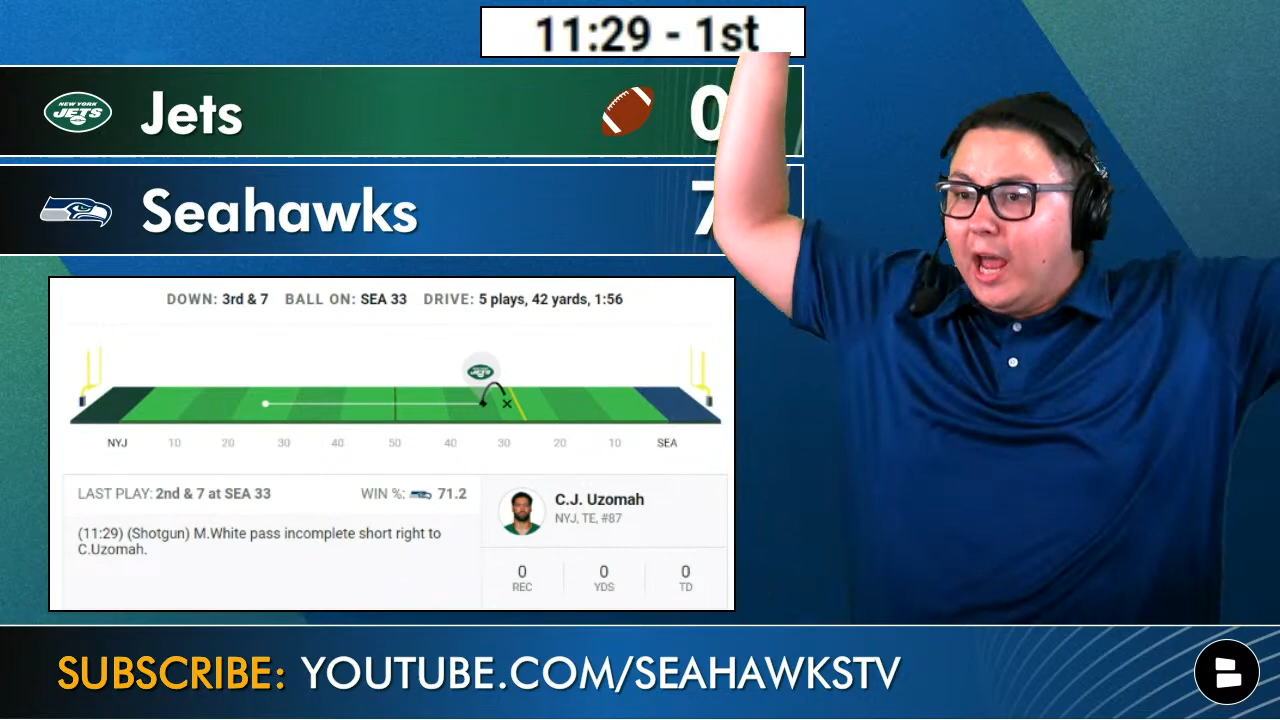 11:29 - 1st
NEW YORK
JETS
Jets 0
Seahawks 7
DOWN: 3rd & 7 BALL ON: SEA 33 DRIVE: 5 plays, 42 yards, 1:56
JETS
NYJ 10 20 30 40 50 40 30 20 10 SEA
LAST PLAY: 2nd & 7 at SEA 33 WIN %: 71.2
(11:29) (Shotgun) M.White pass incomplete short right to
C.Uzomah.
C.J. Uzomah
NYJ, TE, #87
0 0 0
REC YDS TD
SUBSCRIBE: YOUTUBE.COM/SEAHAWKSTV